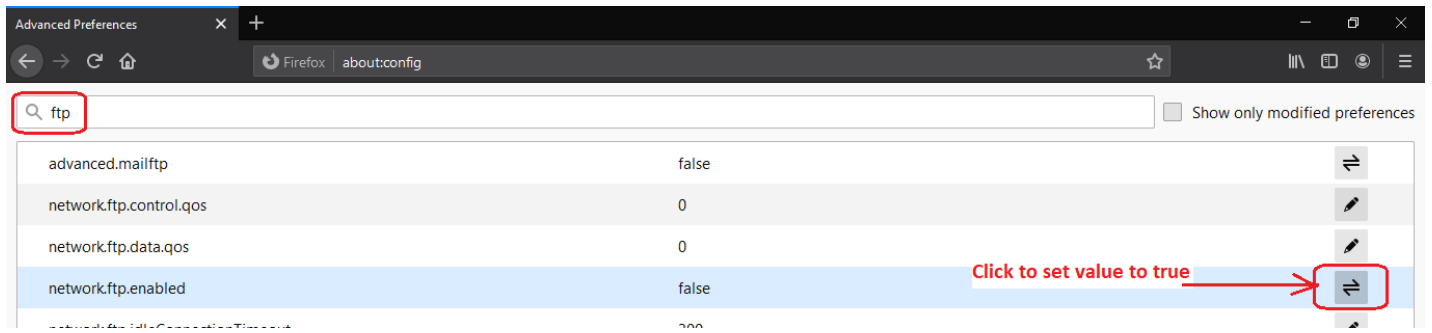 Advanced Preferences
Firefox about:config
ftp Show only modified preferences
advanced.mailftp false
network.ftp.control.qos 0
network.ftp.data.qos 0
Click to set value to true
network.ftp.enabled false